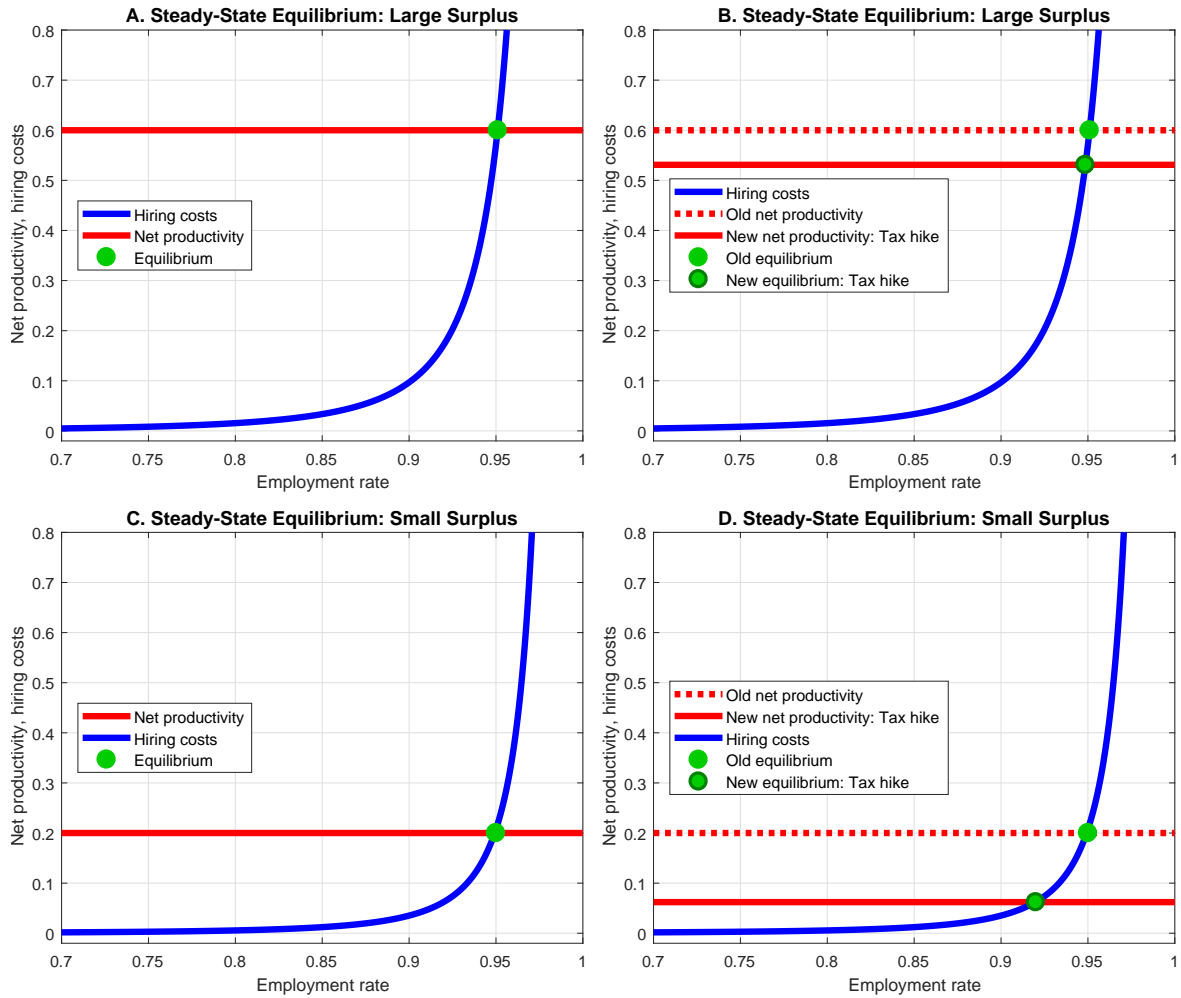 A. Steady-State Equilibrium: Large Surplus
Net productivity, hiring costs
0.8
0.7
0.6
0.5
0.4
0.3
0.2
0.1
0
Hiring costs
Net productivity
Equilibrium
0.7
0.75
0.8
0.85
0.9
0.95
1
Employment rate
B. Steady-State Equilibrium: Large Surplus
Net productivity, hiring costs
0.8
0.7
0.6
0.5
0.4
0.3
0.2
0.1
0
Hiring costs
Old net productivity
New net productivity: Tax hike
Old equilibrium
New equilibrium: Tax hike
0.7
0.75
0.8
0.85
0.9
0.95
1
Employment rate
C. Steady-State Equilibrium: Small Surplus
Net productivity, hiring costs
0.8
0.7
0.6
0.5
0.4
0.3
0.2
0.1
0
Net productivity
Hiring costs
Equilibrium
0.7
0.75
0.8
0.85
0.9
0.95
1
Employment rate
D. Steady-State Equilibrium: Small Surplus
Net productivity, hiring costs
0.8
0.7
0.6
0.5
0.4
0.3
0.2
0.1
0
Old net productivity
New net productivity: Tax hike
Hiring costs
Old equilibrium
New equilibrium: Tax hike
0.7
0.75
0.8
0.85
0.9
0.95
1
Employment rate